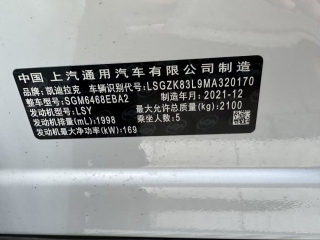 中国 上汽通用汽车有限公司制造
品牌:凯迪拉克 车辆识别代号:LSGZK83L9MA320170
整车型号:SGM6468EBA2 制造年月:2021-12
发动机型号:LSY 最大允许总质量(kg):2100
发动机排量(mL):1998 乘坐人数:5
发动机最大净功率(kW):169